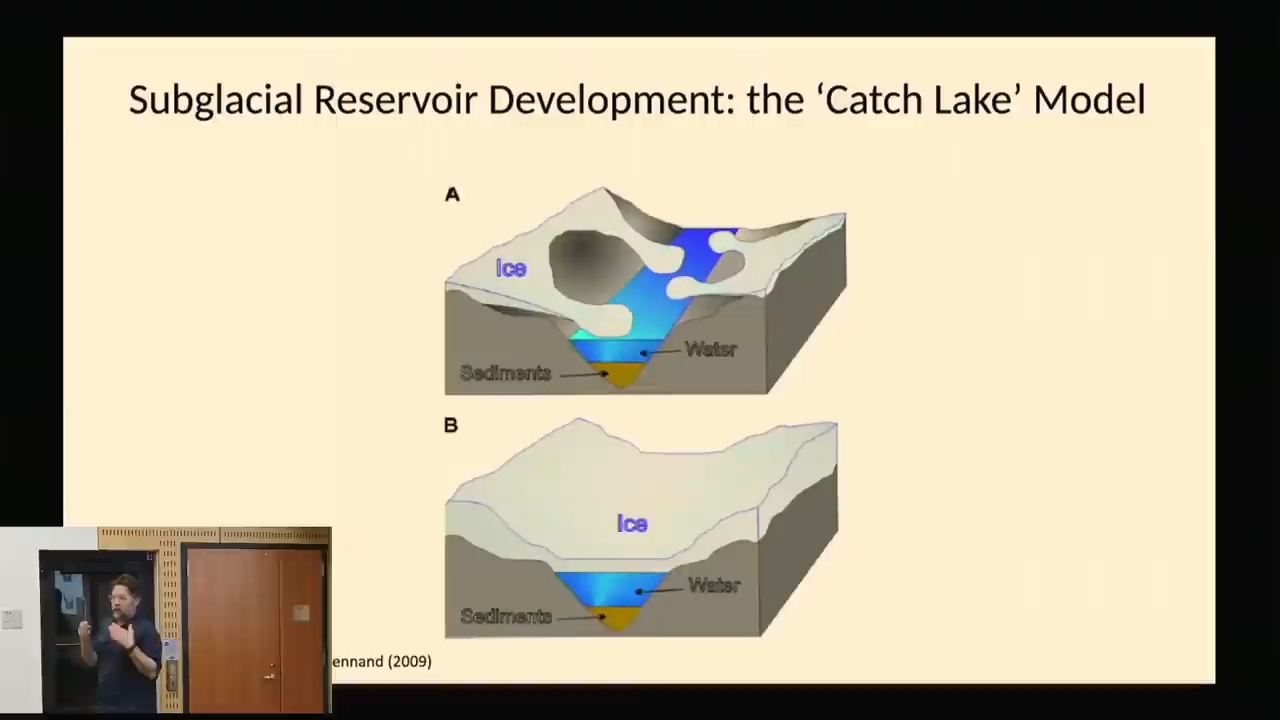 Subglacial Reservoir Development: the ‘Catch Lake’ Model
A
Ice
Water
Sediments
B
Ice
Water
Sediments
ennand (2009)